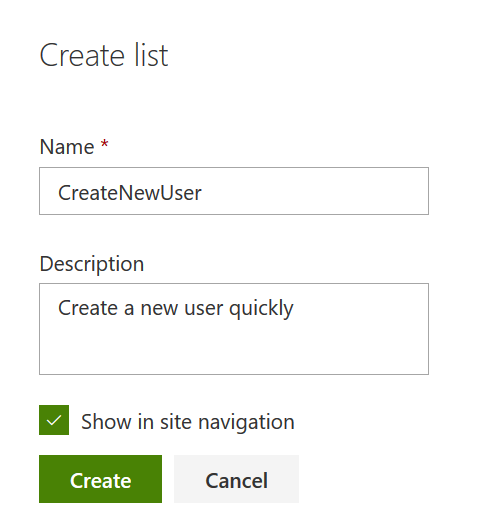 Create list
Name *
CreateNewUser
Description
Create a new user quickly
Show in site navigation
Create Cancel